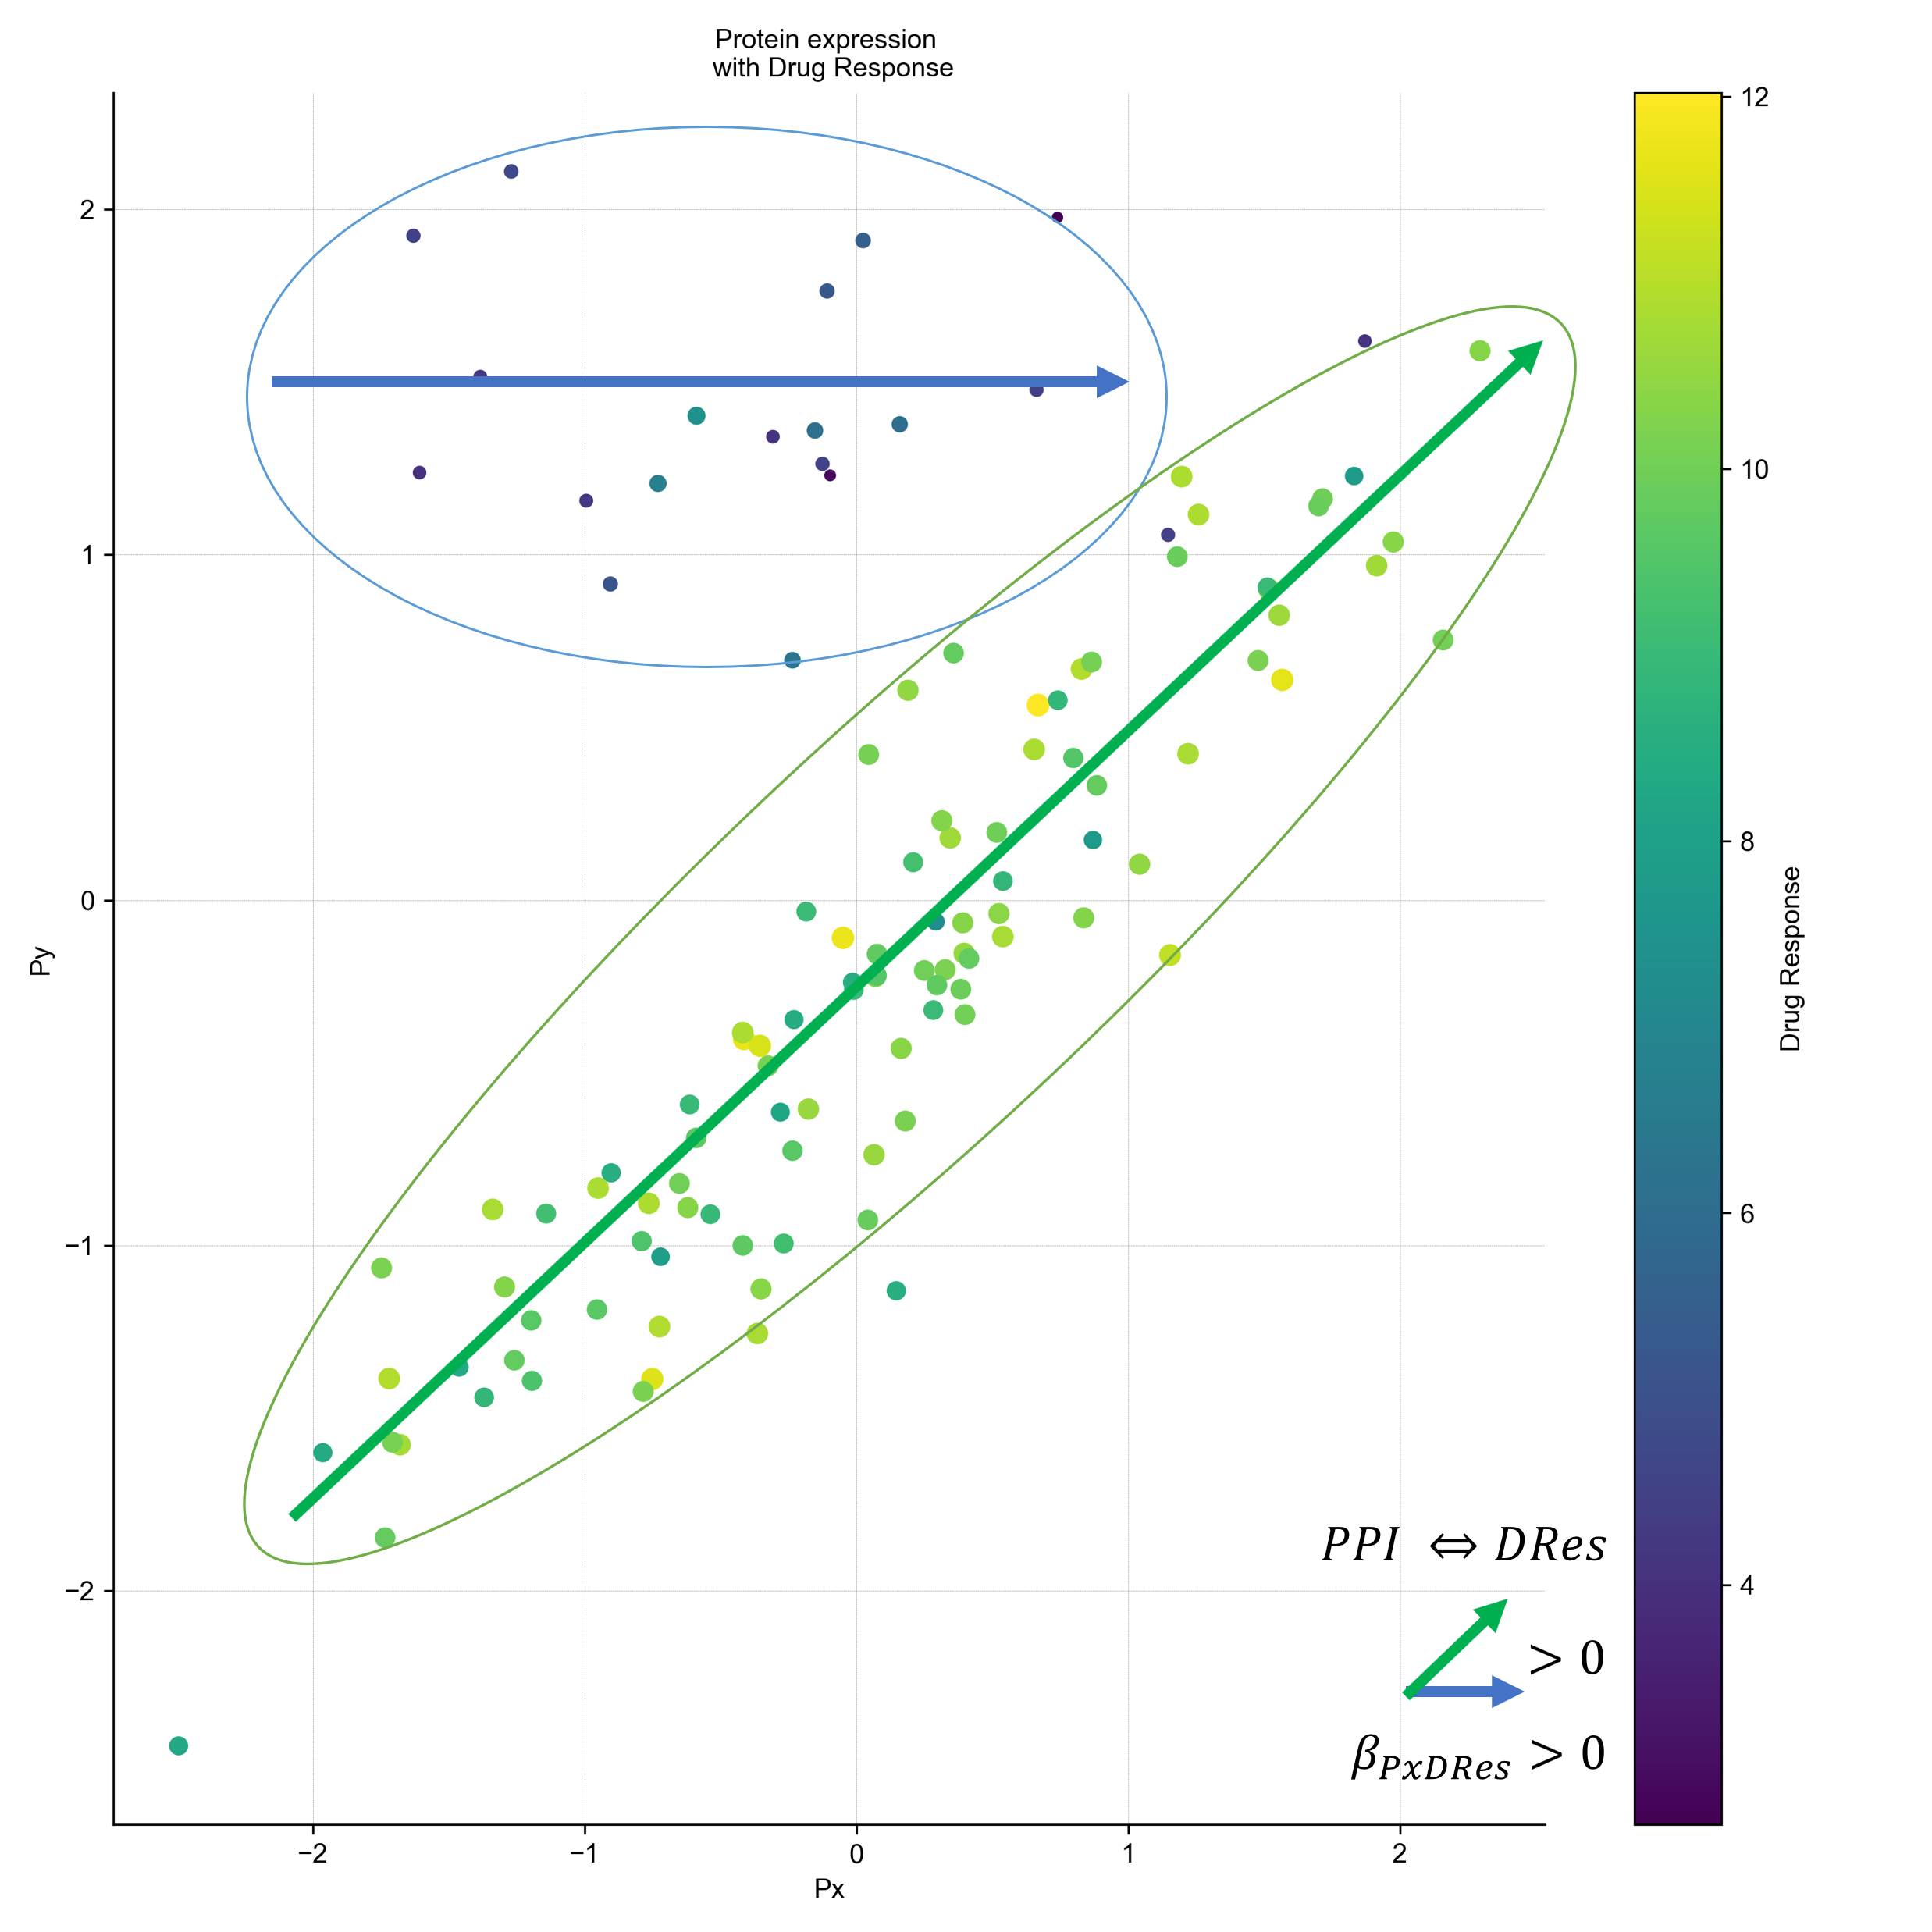 Protein expression
with Drug Response
2
1
0
−1
−2
Py
−2
−1
0
1
2
Px
12
10
8
6
4
Drug Response
PPI ⇔ DRes
> 0
βPxDRes > 0